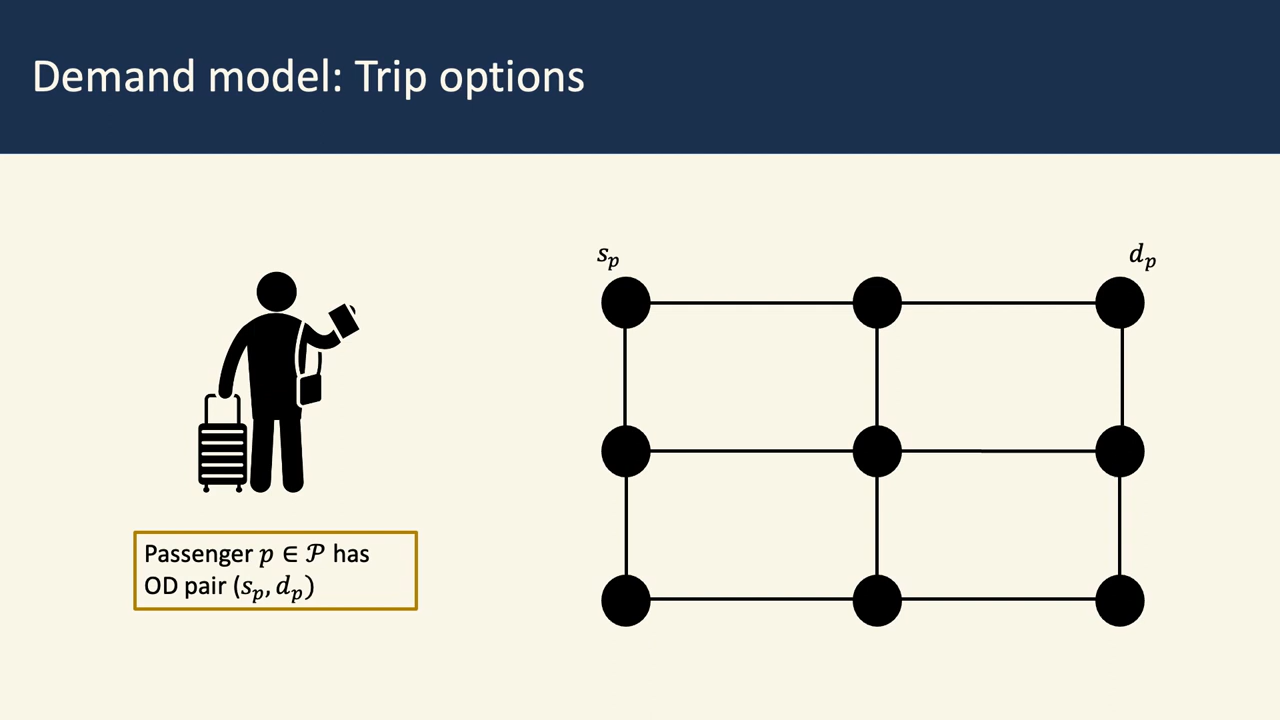 Demand model: Trip options
s_p
d_p
Passenger p ∈ 𝒫 has
OD pair (s_p, d_p)